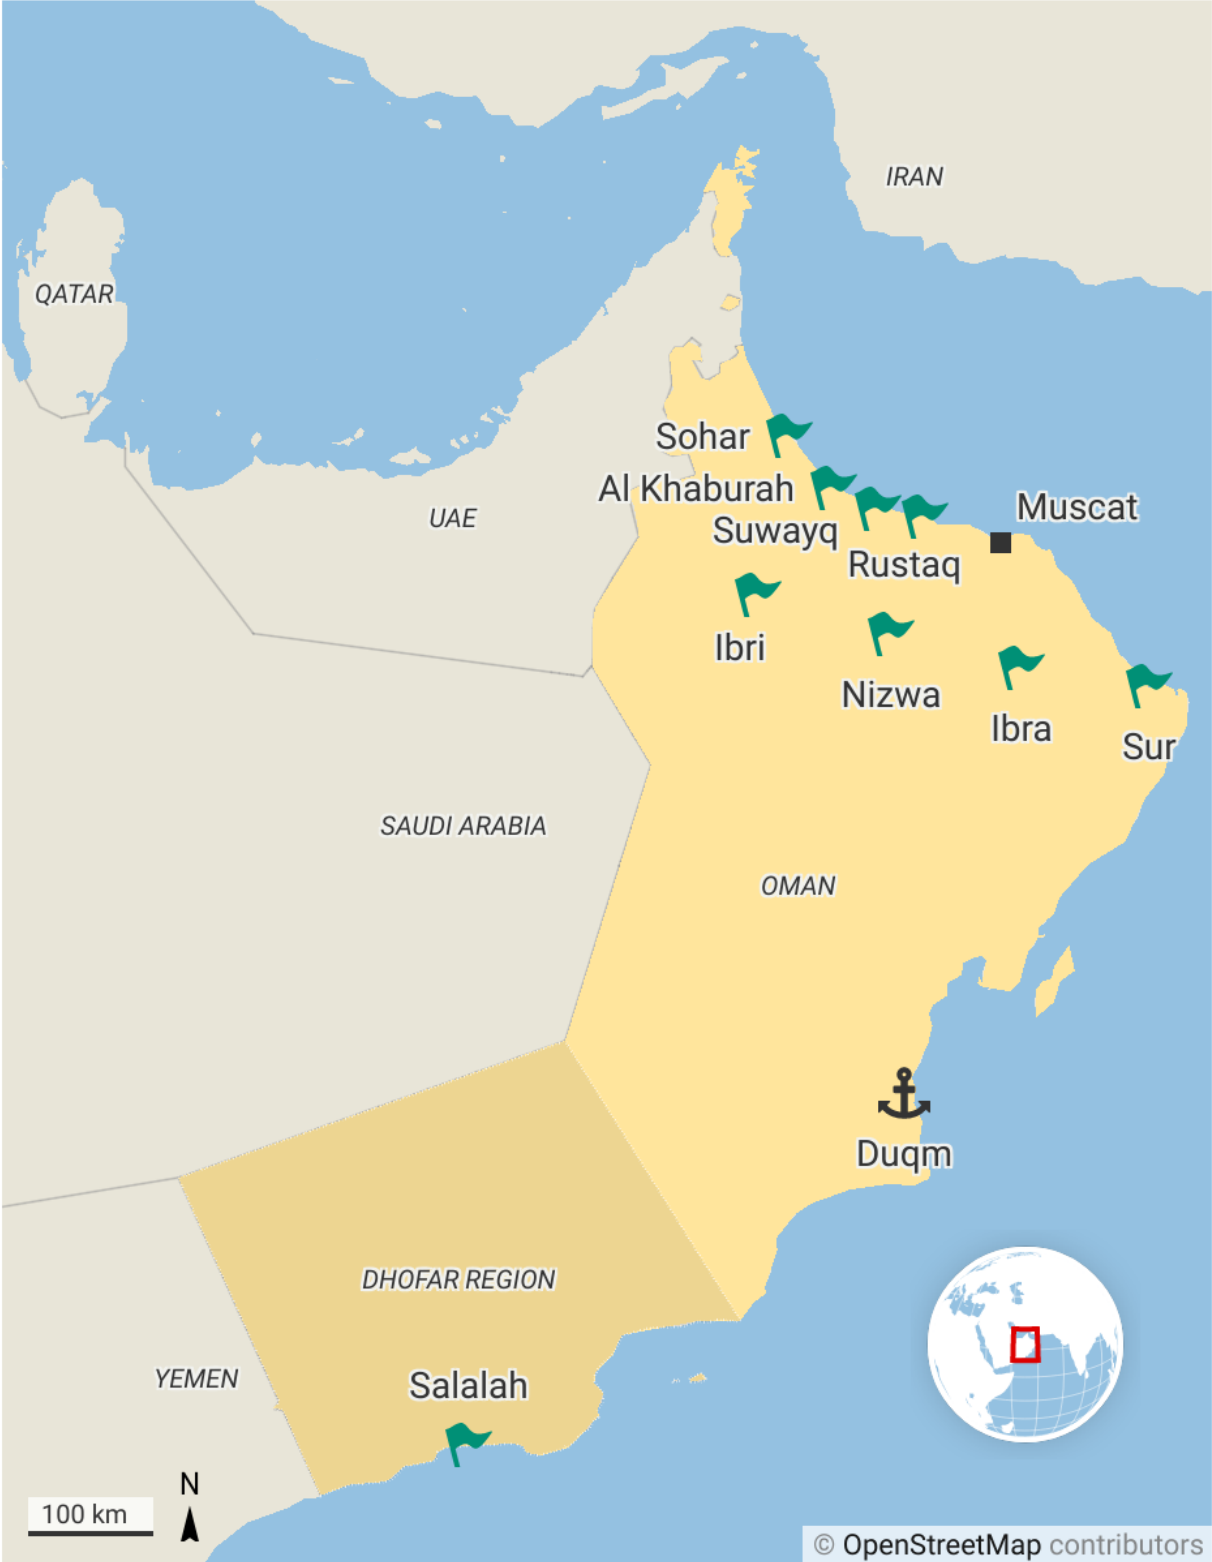 IRAN
QATAR
Sohar
Al Khaburah
Muscat
UAE
Suwayq
Rustaq
Ibri
Nizwa
Ibra
Sur
SAUDI ARABIA
OMAN
Duqm
DHOFAR REGION
YEMEN
Salalah
N
100 km
© OpenStreetMap contributors